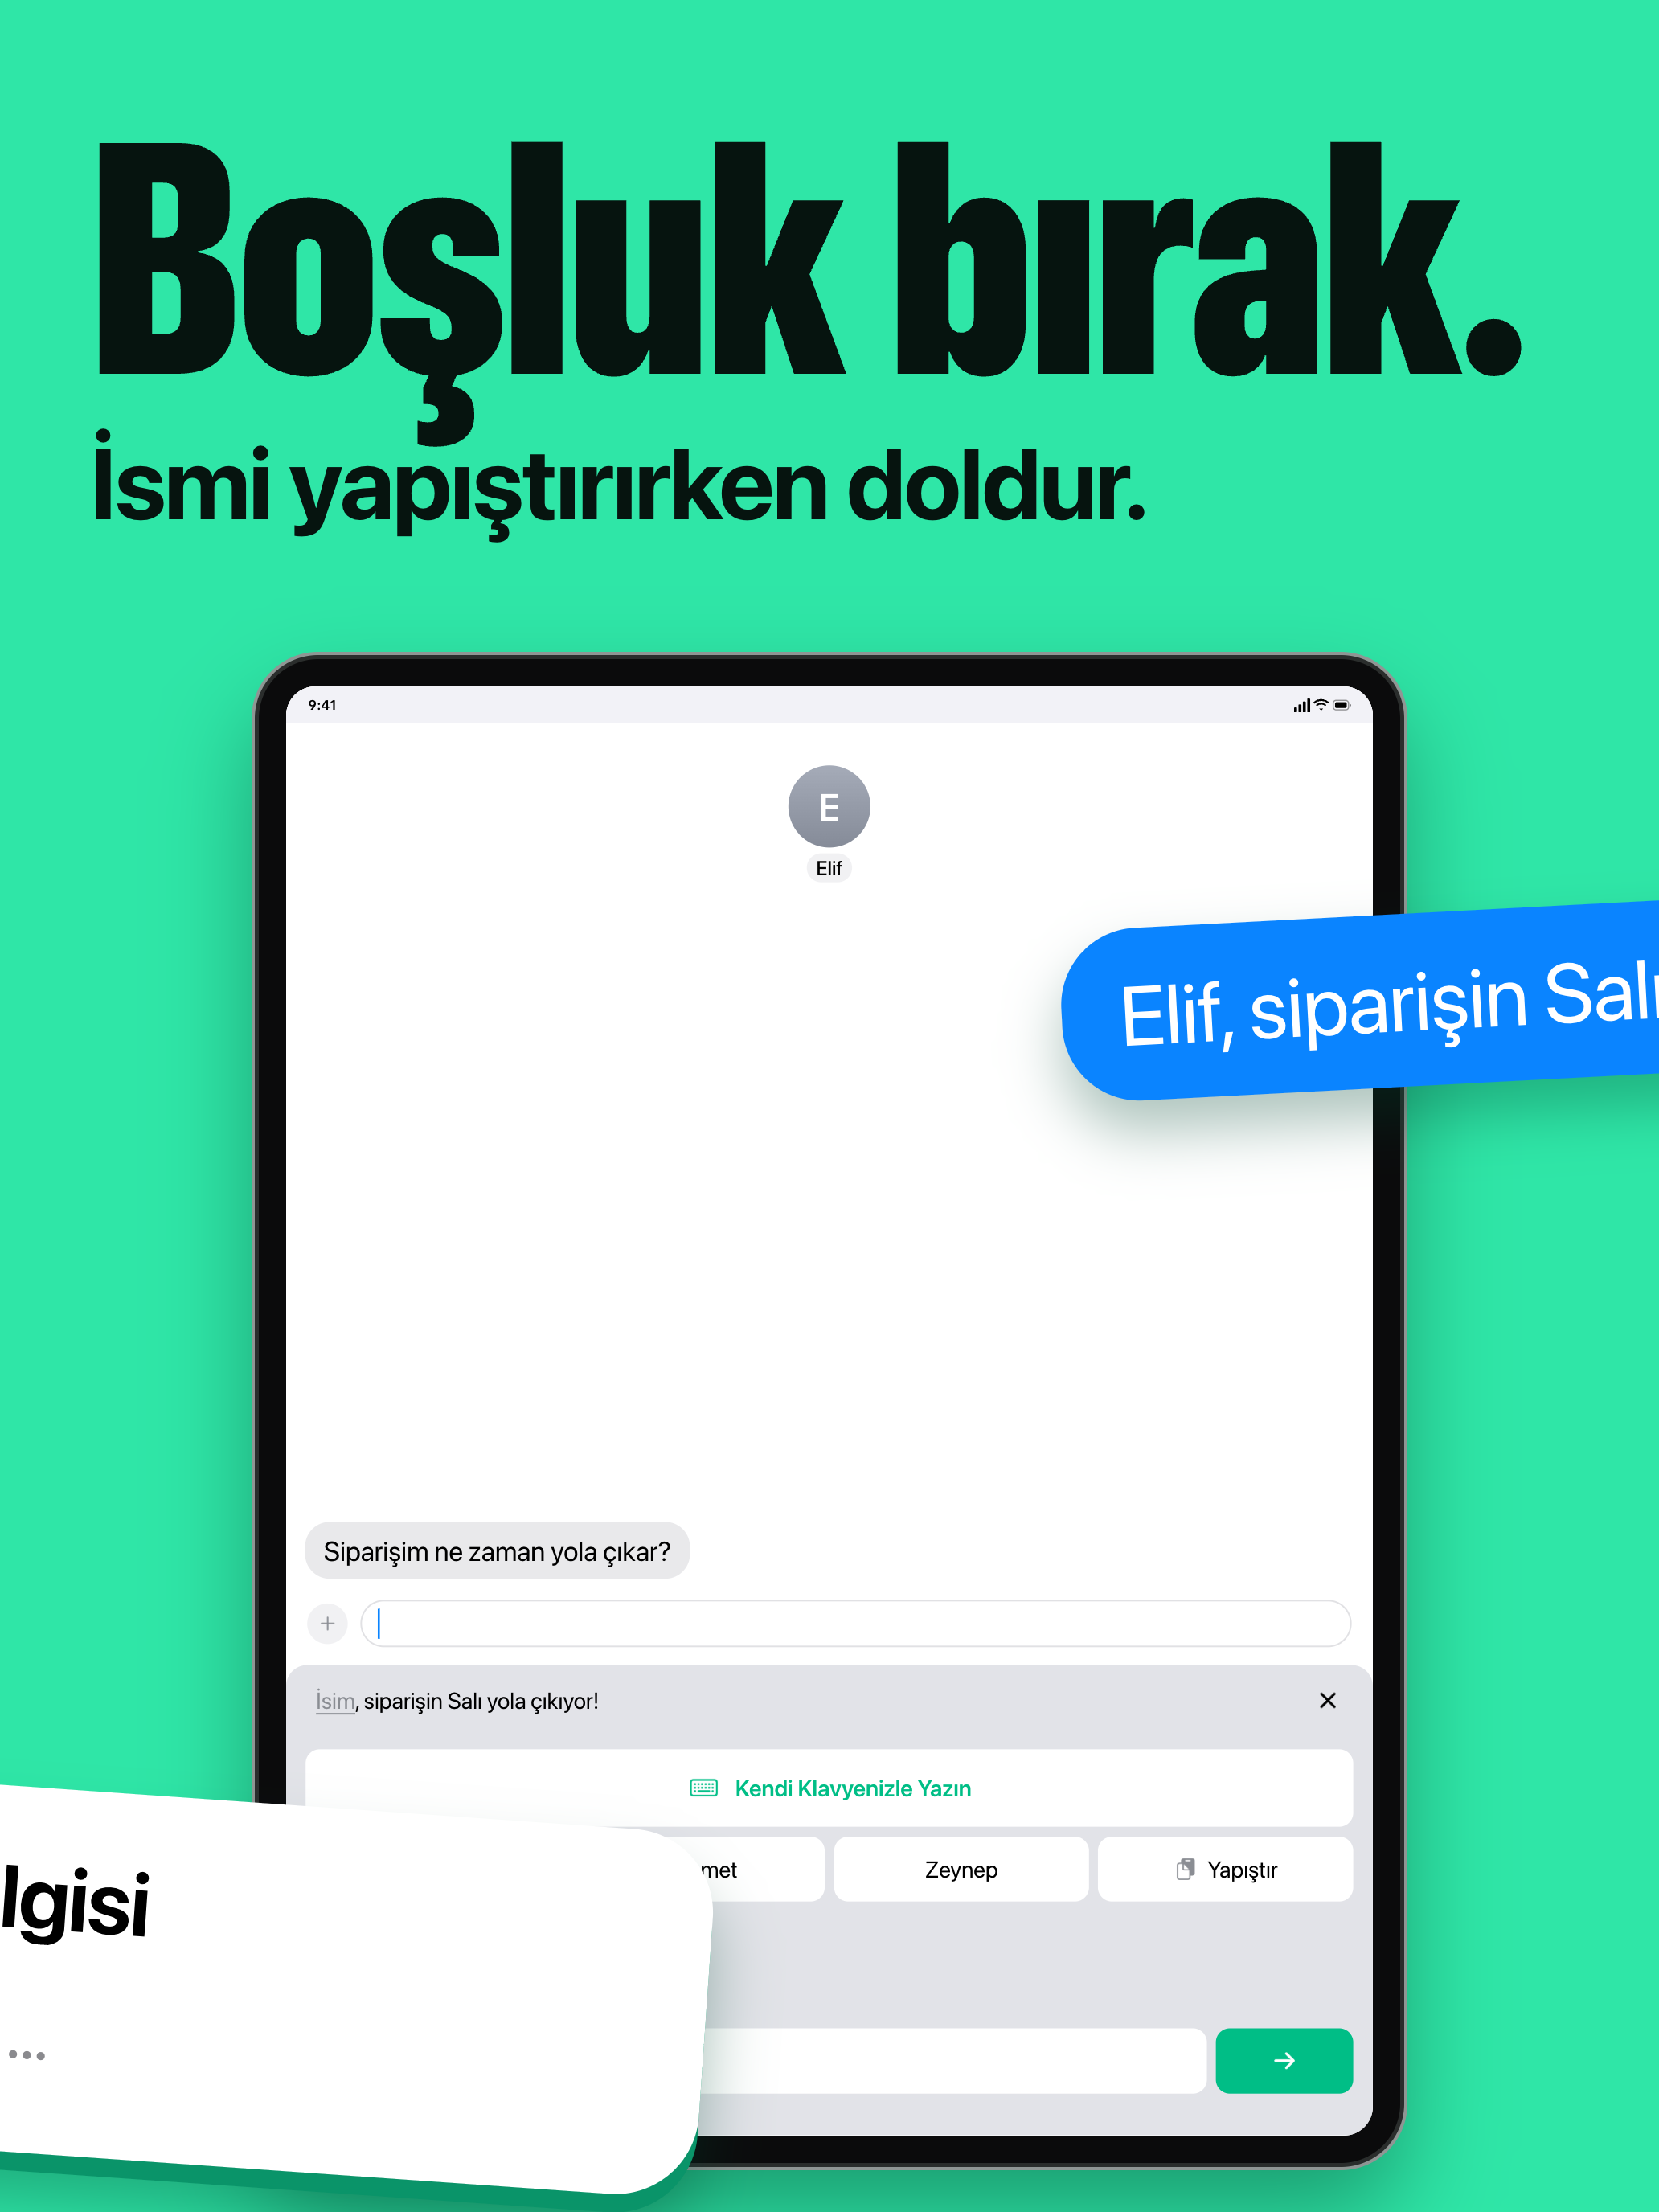 Boşluk bırak.
İsmi yapıştırırken doldur.
9:41
E
Elif
Elif, siparişin Salı
Siparişim ne zaman yola çıkar?
İsim, siparişin Salı yola çıkıyor!
Kendi Klavyenizle Yazın
met
Zeynep
Yapıştır
lgisi
...